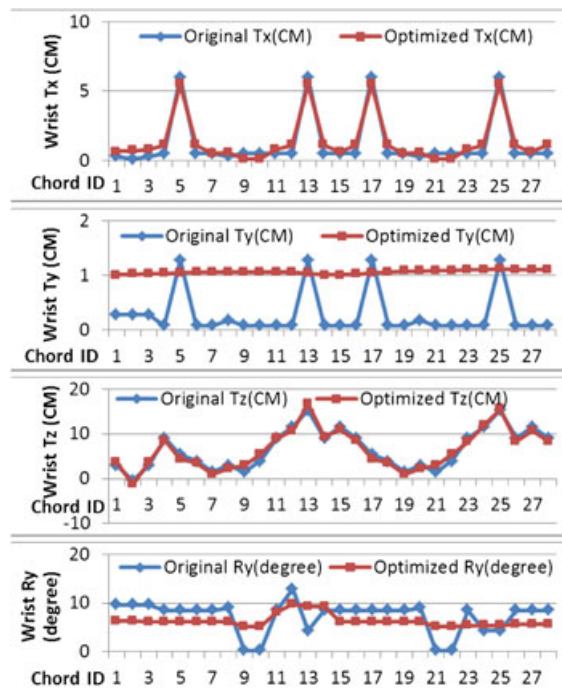 10
Original Tx(CM) Optimized Tx(CM)
Wrist Tx (CM)
5
0
Chord ID 1 3 5 7 9 11 13 15 17 19 21 23 25 27
2
Original Ty(CM) Optimized Ty(CM)
Wrist Ty (CM)
1
0
Chord ID 1 3 5 7 9 11 13 15 17 19 21 23 25 27
20
Original Tz(CM) Optimized Tz(CM)
Wrist Tz (CM)
10
0
Chord ID 1 3 5 7 9 11 13 15 17 19 21 23 25 27
-10
20
Original Ry(degree) Optimized Ry(degree)
Wrist Ry
(degree)
10
0
Chord ID 1 3 5 7 9 11 13 15 17 19 21 23 25 27